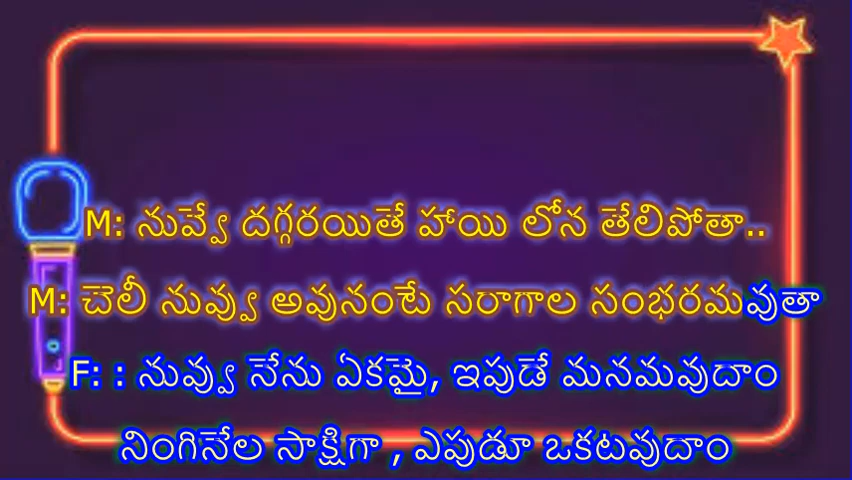 M: నువ్వే దగ్గరయితే హాయి లోన తేలిపోతా..
M: చెలీ నువ్వు అవునంటే సరాగాల సంభరమవుతా
F: : నువ్వు నేను ఏకమై, ఇపుడే మనమవుదాం
నింగినేల సాక్షిగా , ఎపుడూ ఒకటవుదాం